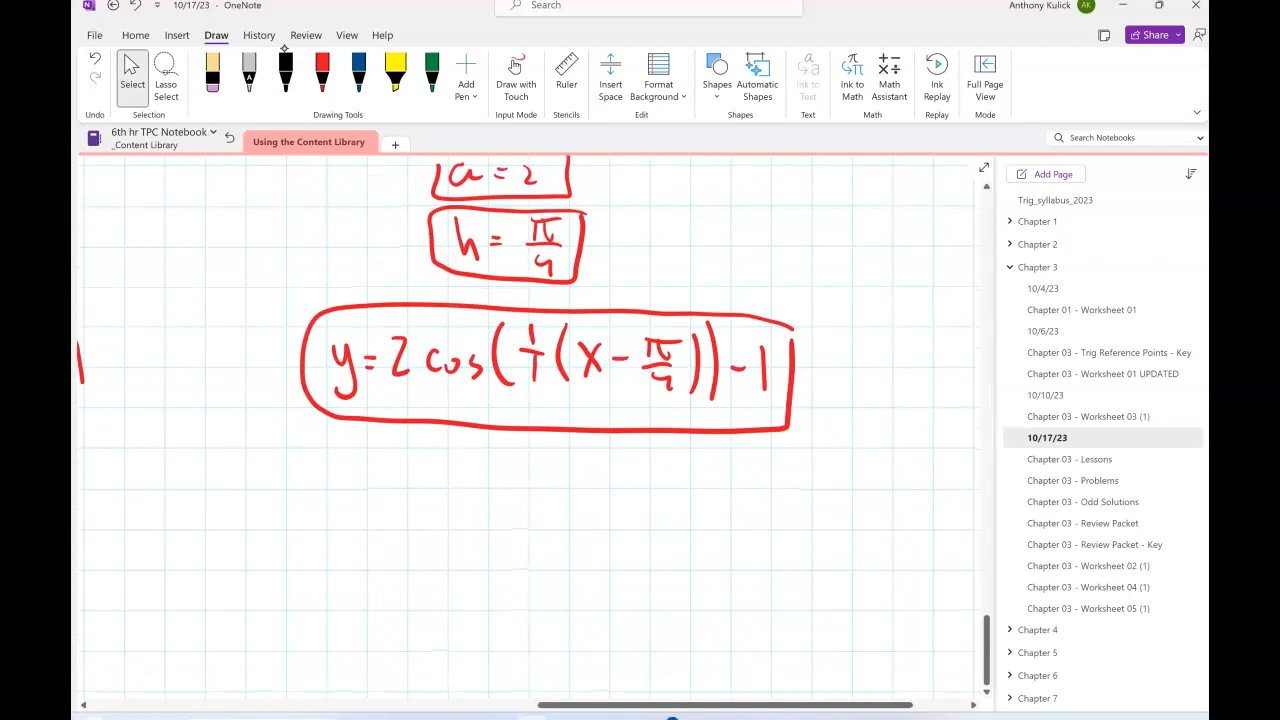 10/17/23 - OneNote
Search
Anthony Kulick
AK
File Home Insert Draw History View Help
Share
Undo
Select
Lasso Select
Add Pen
Draw with Touch
Ruler
Insert Space
Format Background
Shapes
Automatic Shapes
Ink to Text
Ink to Math
Math Assistant
Ink Replay
Full Page View
Undo Selection Drawing Tools Input Mode Stencils Edit Shapes Text Math Replay Mode
6th hr TPC Notebook
_Content Library
Using the Content Library
+
Search Notebooks
Add Page
Trig_syllabus_2023
Chapter 1
Chapter 2
Chapter 3
10/4/23
Chapter 01 - Worksheet 01
10/6/23
Chapter 03 - Trig Reference Points - Key
Chapter 03 - Worksheet 01 UPDATED
10/10/23
Chapter 03 - Worksheet 03 (1)
10/17/23
Chapter 03 - Lessons
Chapter 03 - Problems
Chapter 03 - Odd Solutions
Chapter 03 - Review Packet
Chapter 03 - Review Packet - Key
Chapter 03 - Worksheet 02 (1)
Chapter 03 - Worksheet 04 (1)
Chapter 03 - Worksheet 05 (1)
Chapter 4
Chapter 5
Chapter 6
Chapter 7
a = 2
h = π/4
y = 2 cos(1/1(x - π/4)) - 1